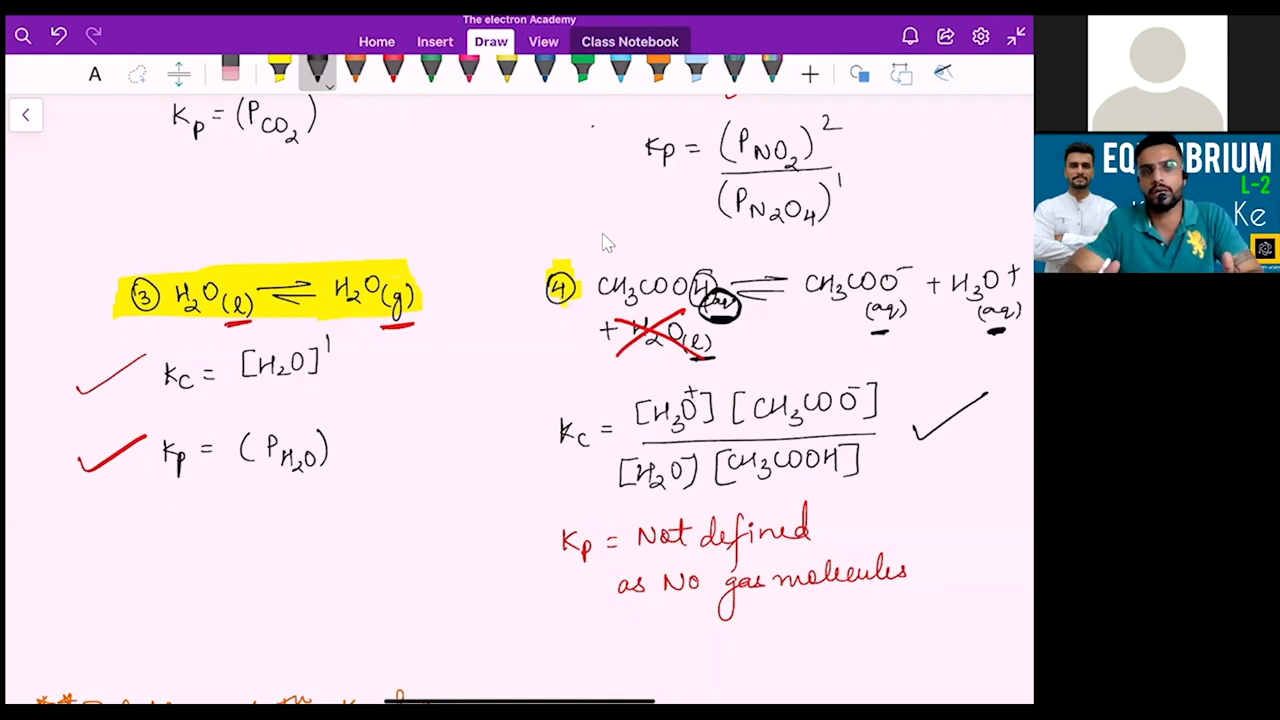 The electron Academy
Home Insert Draw View Class Notebook
A
Kp = (PCO2)
Kp = (PNO2)^2 / (PN2O4)^1
EQUILIBRIUM
L-2
③ H2O(l) ⇌ H2O(g)
Kc = [H2O]^1
Kp = (PH2O)
④ CH3COOH(aq) ⇌ CH3COO^- + H3O^+
(aq) (aq)
+ H2O(l)
Kc = [H3O^+] [CH3COO^-] / [H2O] [CH3COOH]
Kp = Not defined
as No gas molecules